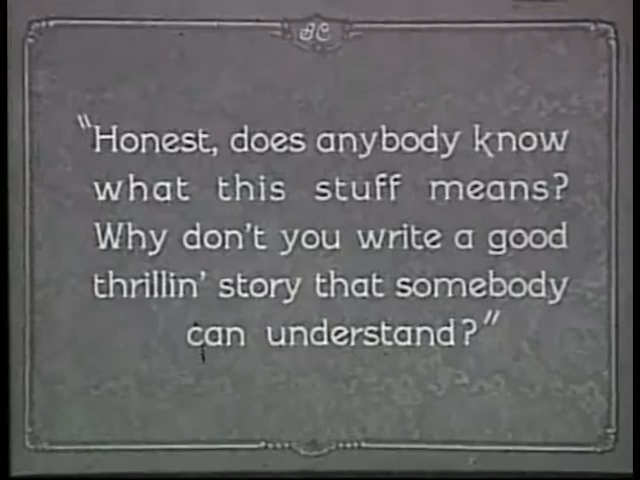 "Honest, does anybody know
what this stuff means?
Why don't you write a good
thrillin' story that somebody
can understand?"